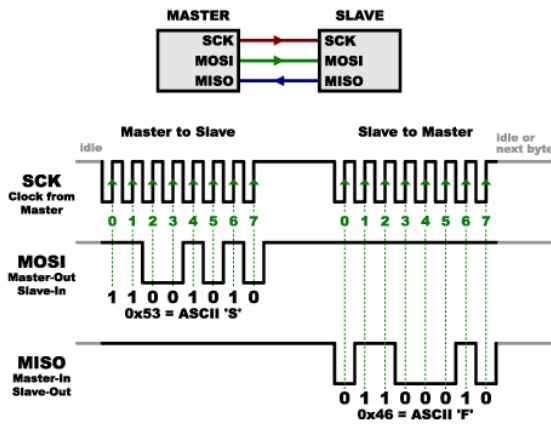 MASTER SLAVE
SCK SCK
MOSI MOSI
MISO MISO
Master to Slave Slave to Master
idle
idle or
next byte
SCK
Clock from
Master
0 1 2 3 4 5 6 7 0 1 2 3 4 5 6 7
MOSI
Master-Out
Slave-In
1 1 0 0 1 0 1 0
0x53 = ASCII 'S'
MISO
Master-In
Slave-Out
0 1 1 0 0 0 1 0
0x46 = ASCII 'F'